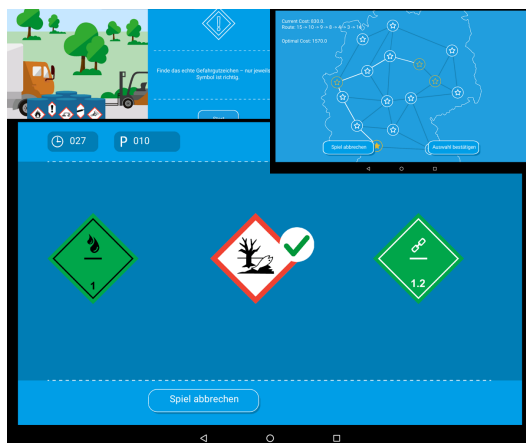 Finde das echte Gefahrgutzeichen – nur jeweils
Symbol ist richtig.
Current Cost: 930.0
Optimal Cost: 1570.0
Spiel abbrechen
Auswahl bestätigen
027
P 010
1
1.2
Spiel abbrechen